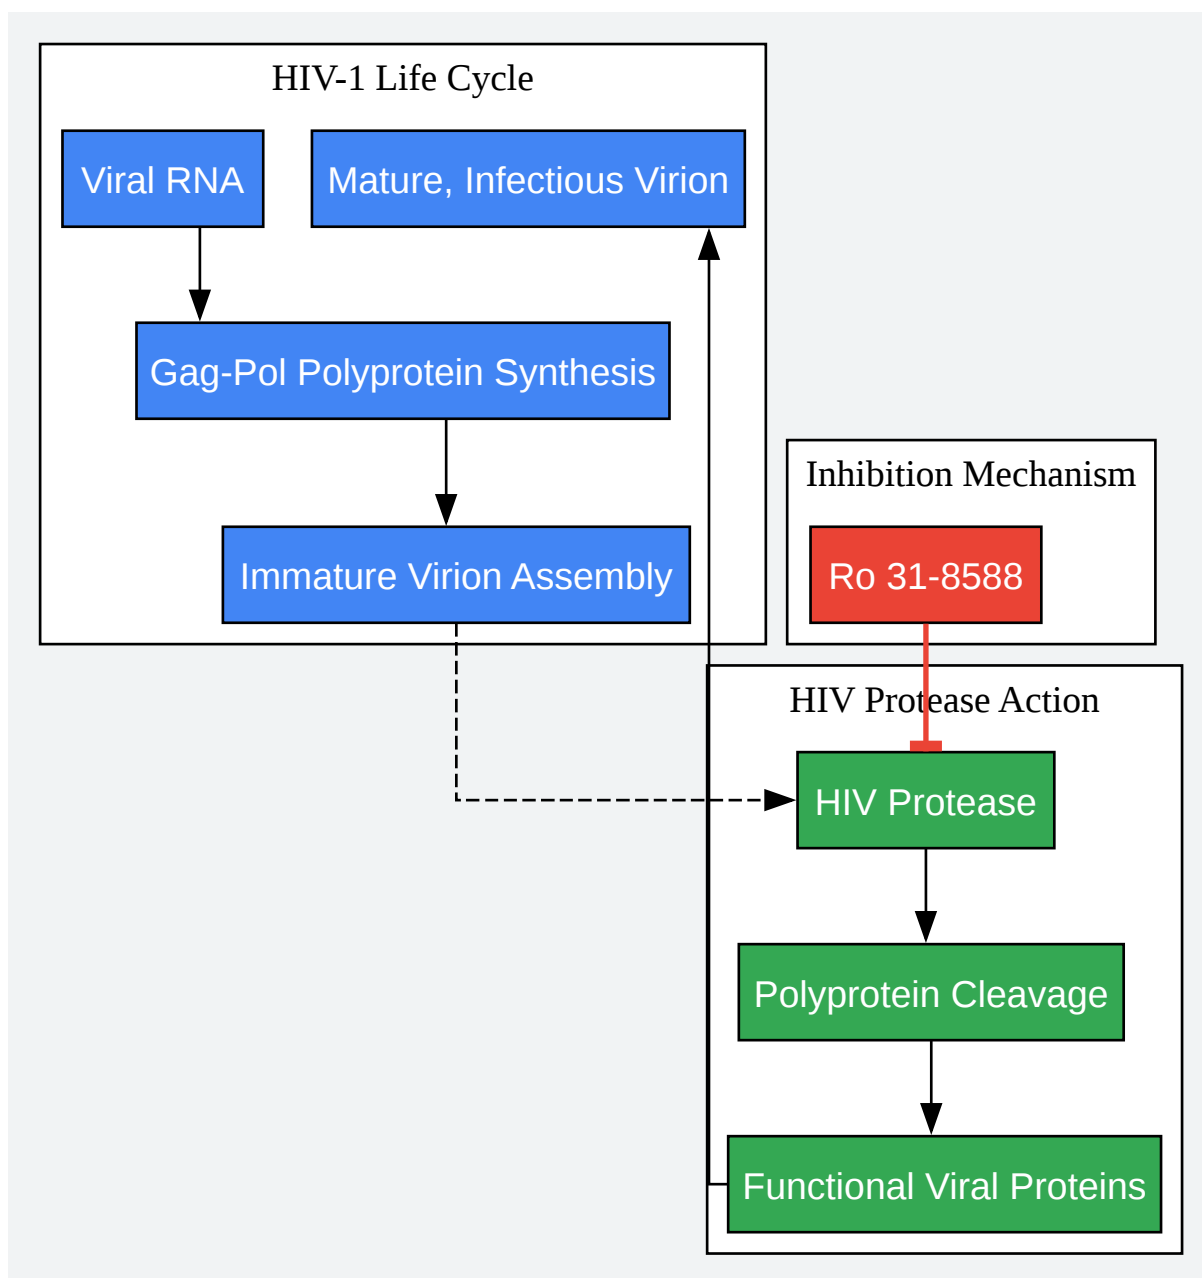 HIV-1 Life Cycle
Viral RNA
Mature, Infectious Virion
Gag-Pol Polyprotein Synthesis
Immature Virion Assembly
Inhibition Mechanism
Ro 31-8588
HIV Protease Action
HIV Protease
Polyprotein Cleavage
Functional Viral Proteins